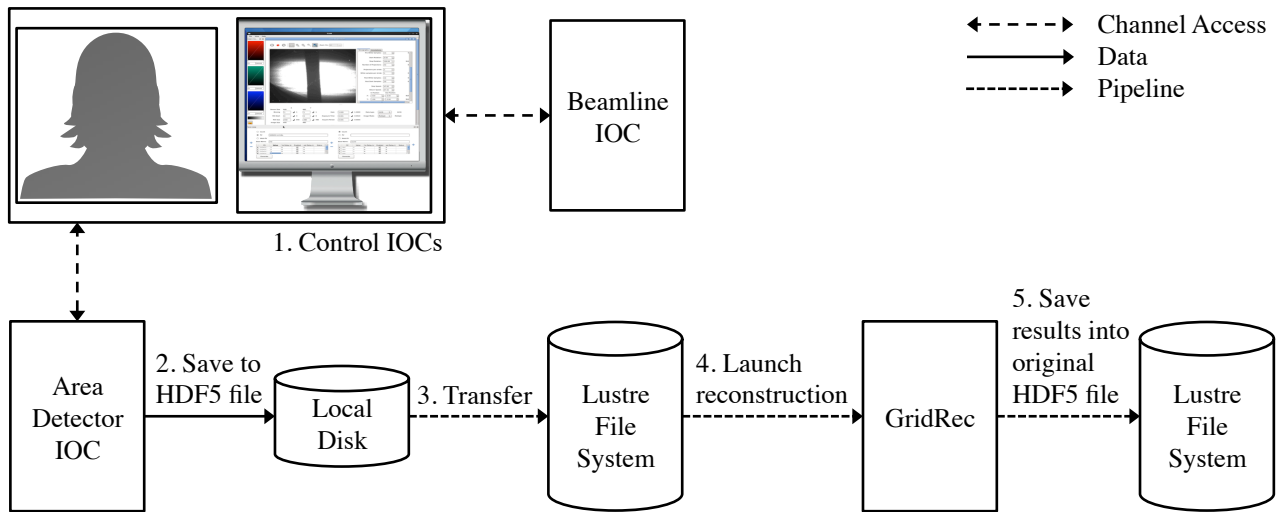 Channel Access
Data
Pipeline
Beamline
IOC
1. Control IOCs
Area
Detector
IOC
2. Save to
HDF5 file
Local
Disk
3. Transfer
Lustre
File
System
4. Launch
reconstruction
GridRec
5. Save
results into
original
HDF5 file
Lustre
File
System